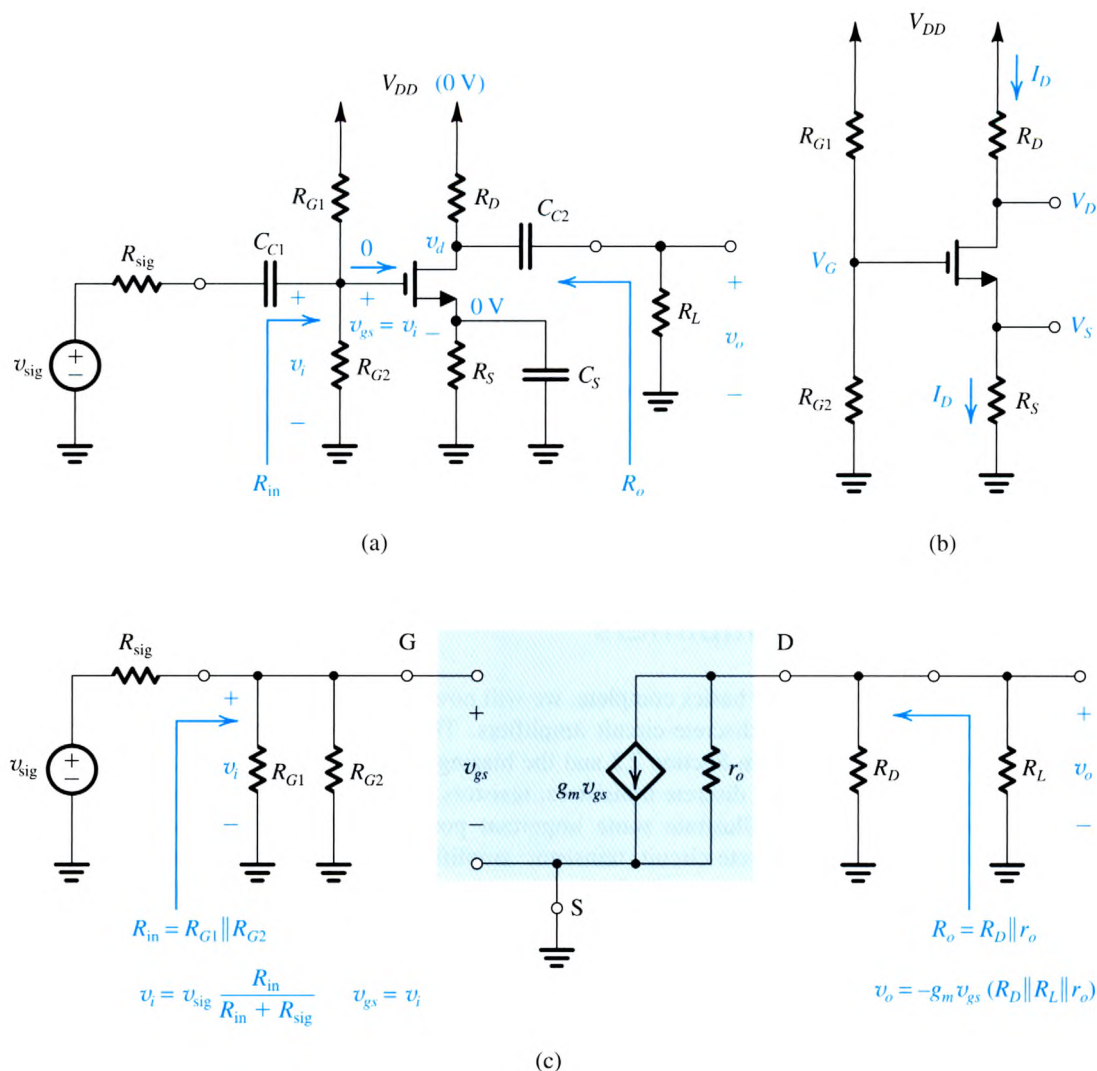 V_DD (0 V)
R_G1
R_D
C_C2
R_sig
C_C1
0
v_d
+
+
0 V
v_gs = v_i −
R_L
+
v_sig
+
−
v_i
R_G2
R_S
C_S
v_o
−
−
R_in
R_o
(a)
V_DD
I_D
R_G1
R_D
V_D
V_G
V_S
R_G2
I_D
R_S
(b)
R_sig
G
D
+
+
+
v_sig
+
−
v_i
R_G1
R_G2
v_gs
g_m v_gs
r_o
R_D
R_L
v_o
−
−
−
S
R_in = R_G1 || R_G2
R_o = R_D || r_o
v_i = v_sig R_in / (R_in + R_sig) v_gs = v_i
v_o = −g_m v_gs (R_D || R_L || r_o)
(c)